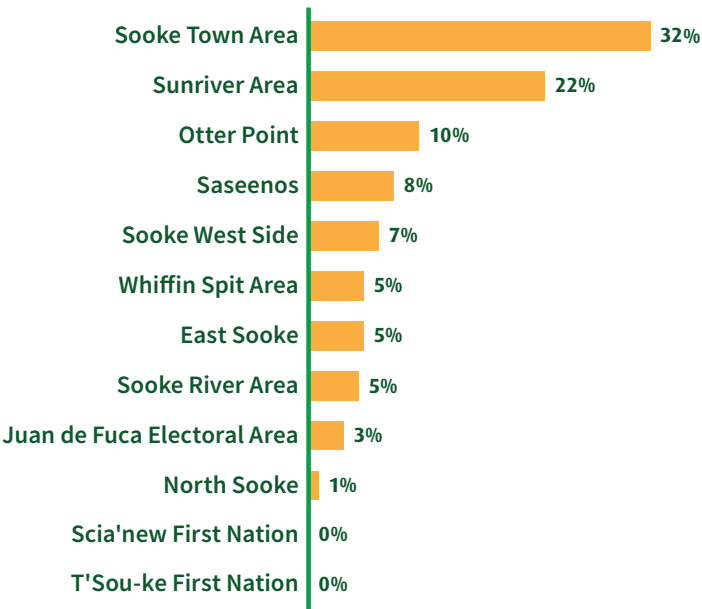 Sooke Town Area 32%
Sunriver Area 22%
Otter Point 10%
Saseenos 8%
Sooke West Side 7%
Whiffin Spit Area 5%
East Sooke 5%
Sooke River Area 5%
Juan de Fuca Electoral Area 3%
North Sooke 1%
Scia'new First Nation 0%
T'Sou-ke First Nation 0%